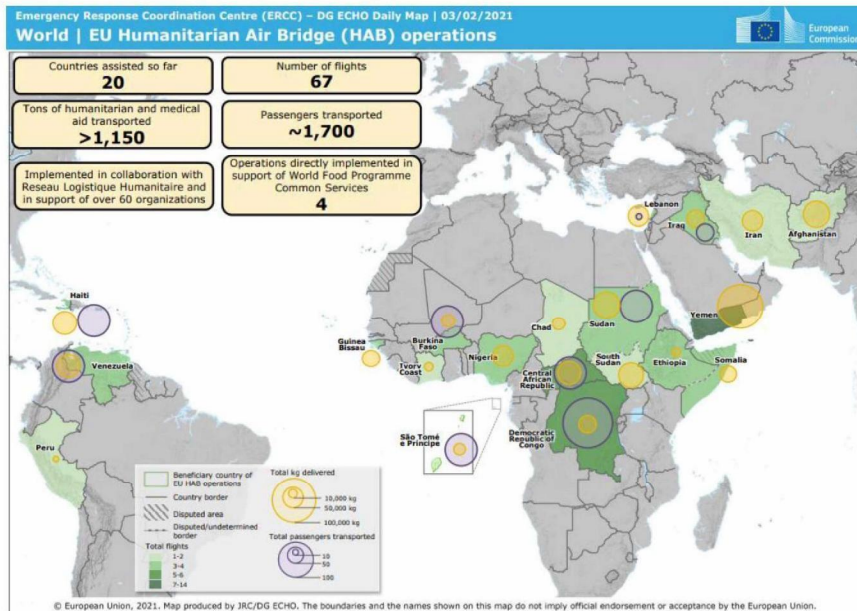 Emergency Response Coordination Centre (ERCC) – DG ECHO Daily Map | 03/02/2021
World | EU Humanitarian Air Bridge (HAB) operations
European
Commission
Countries assisted so far
20
Number of flights
67
Tons of humanitarian and medical
aid transported
>1,150
Passengers transported
~1,700
Implemented in collaboration with
Reseau Logistique Humanitaire and
in support of over 60 organizations
Operations directly implemented in
support of World Food Programme
Common Services
4
Lebanon
Iraq
Iran
Afghanistan
Haiti
Venezuela
Peru
Guinea
Bissau
Burkina
Faso
Ivory
Coast
Nigeria
Chad
Sudan
Yemen
Central
African
Republic
South
Sudan
Ethiopia
Somalia
São Tomé
e Príncipe
Democratic
Republic of
Congo
Beneficiary country of
EU HAB operations
Country border
Disputed area
Disputed/undetermined
border
Total flights
1-2
3-4
5-6
7-14
Total kg delivered
10,000 kg
50,000 kg
100,000 kg
Total passengers transported
10
50
100
© European Union, 2021. Map produced by JRC/DG ECHO. The boundaries and the names shown on this map do not imply official endorsement or acceptance by the European Union.